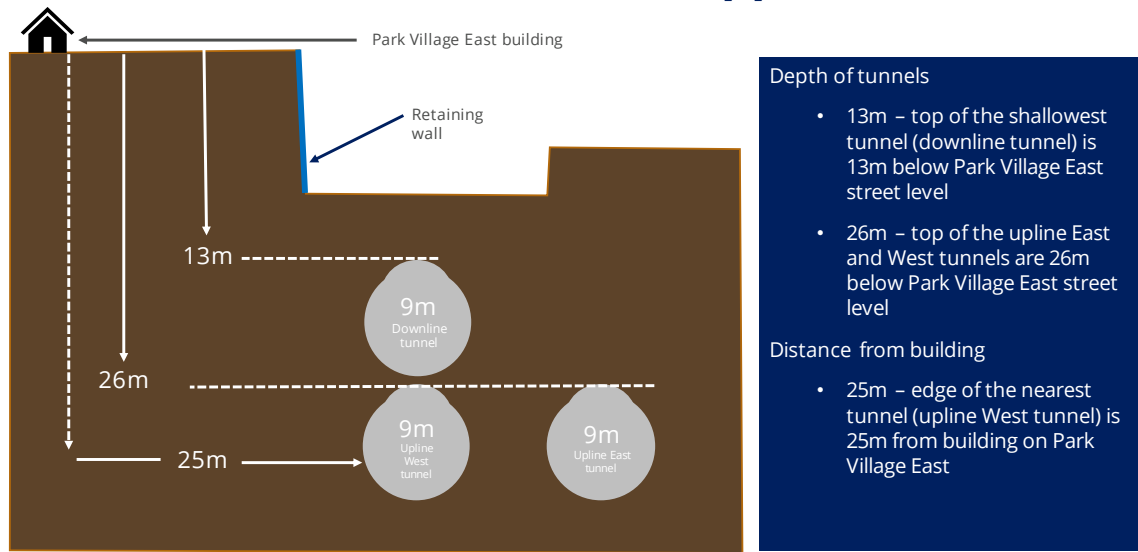 Park Village East building
Retaining
wall
13m
9m
Downline
tunnel
26m
9m
Upline
West
tunnel
9m
Upline East
tunnel
25m
Depth of tunnels
• 13m – top of the shallowest
tunnel (downline tunnel) is
13m below Park Village East
street level
• 26m – top of the upline East
and West tunnels are 26m
below Park Village East street
level
Distance from building
• 25m – edge of the nearest
tunnel (upline West tunnel) is
25m from building on Park
Village East